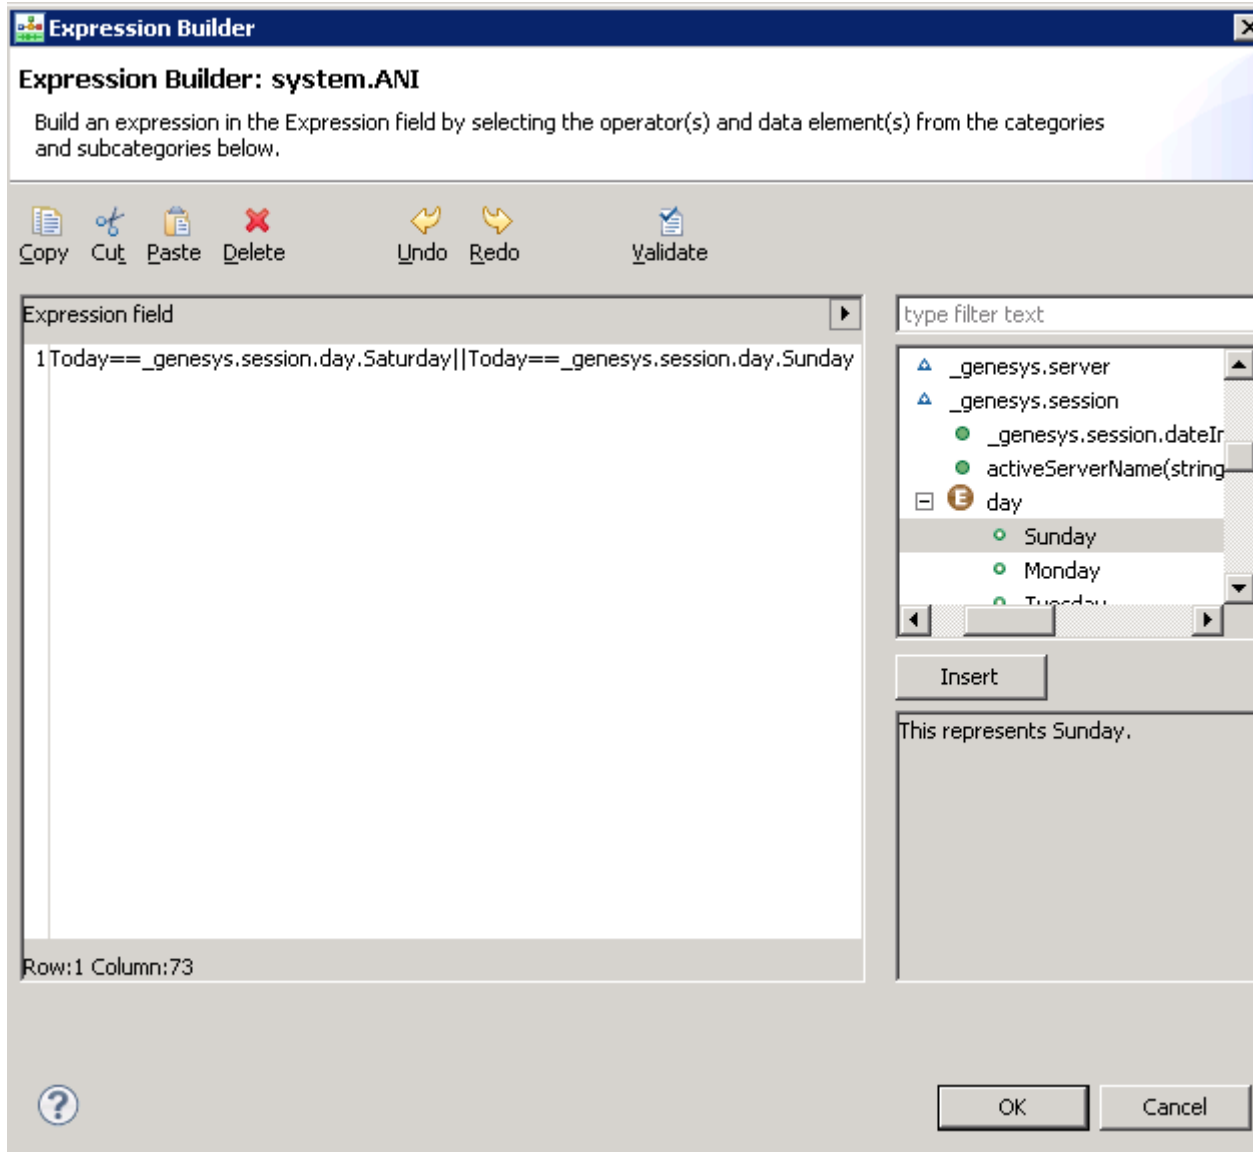 Expression Builder
Expression Builder: system.ANI
Build an expression in the Expression field by selecting the operator(s) and data element(s) from the categories
and subcategories below.
Copy Cut Paste Delete Undo Redo Validate
Expression field
1 Today==_genesys.session.day.Saturday||Today==_genesys.session.day.Sunday
Row:1 Column:73
type filter text
_genesys.server
_genesys.session
_genesys.session.dateIn
activeServerName(string
E day
Sunday
Monday
Tuesday
Insert
This represents Sunday.
?
OK Cancel